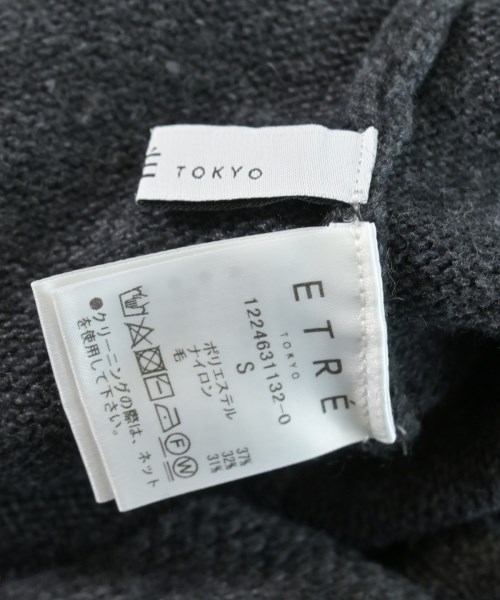 TOKYO
ETRÉ
TOKYO
1224631132-0
S
ポリエステル 37%
ナイロン 32%
毛 31%
●クリーニングの際は、ネット
を使用して下さい。